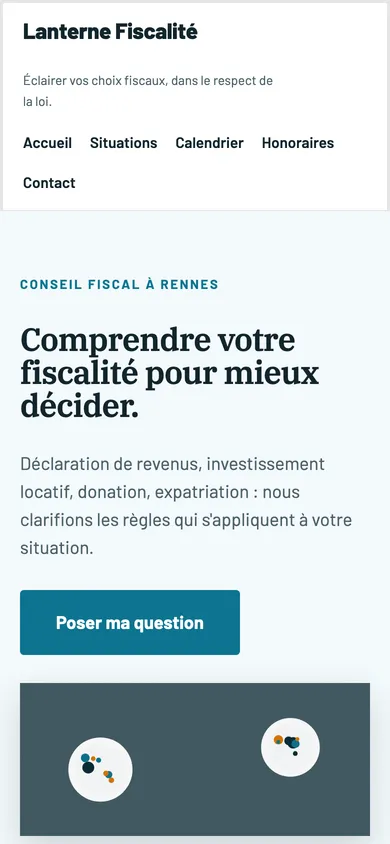 Lanterne Fiscalité
Éclairer vos choix fiscaux, dans le respect de
la loi.
Accueil Situations Calendrier Honoraires
Contact
CONSEIL FISCAL À RENNES
Comprendre votre
fiscalité pour mieux
décider.
Déclaration de revenus, investissement
locatif, donation, expatriation : nous
clarifions les règles qui s'appliquent à votre
situation.
Poser ma question